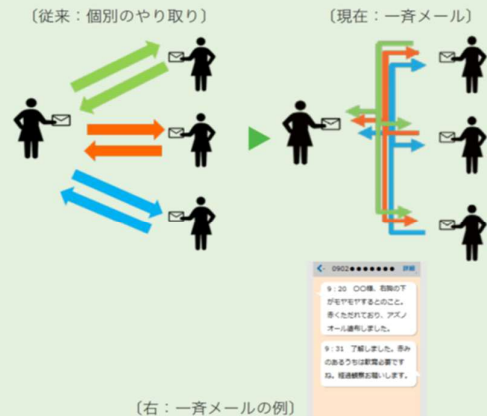 〔従来：個別のやり取り〕
〔現在：一斉メール〕
0902●●●●●●● 詳細
9：20 〇〇様、右胸の下
がモヤモヤするとのこと。
赤くただれており、アズノ
オール塗布しました。
9：31 了解しました。赤み
のあるうちは軟膏必要です
ね。経過観察お願いします。
〔右：一斉メールの例〕